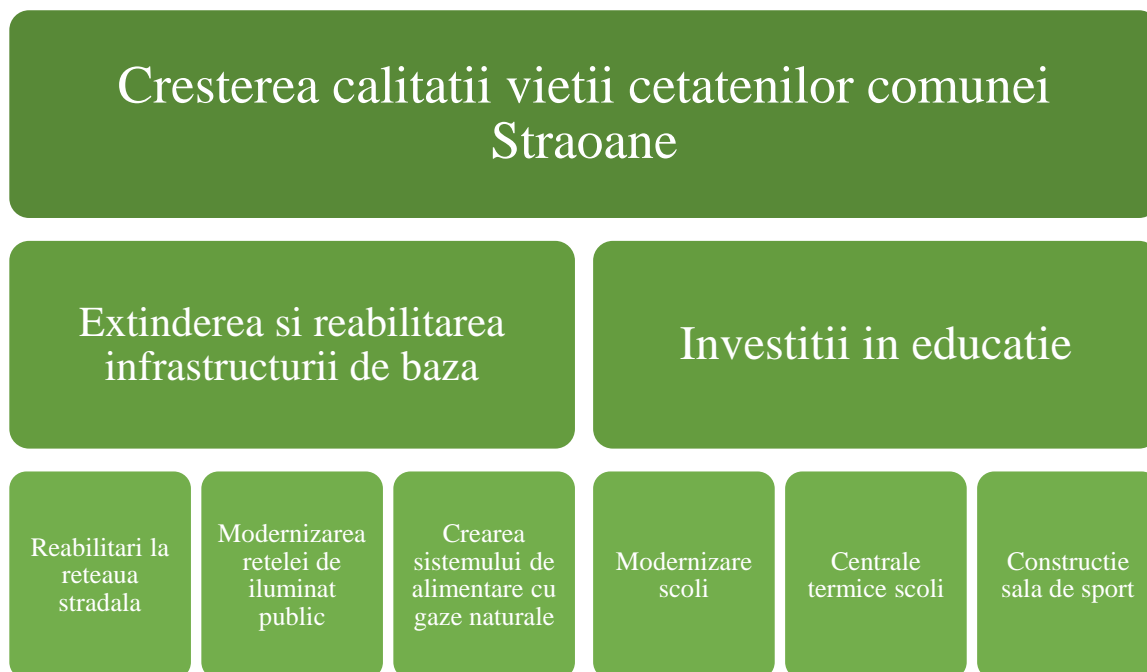 Cresterea calitatii vietii cetatenilor comunei
Straoane
Extinderea si reabilitarea
infrastructurii de baza
Investitii in educatie
Reabilitari la
reteaua
stradala
Modernizarea
retelei de
iluminat
public
Crearea
sistemului de
alimentare cu
gaze naturale
Modernizare
scoli
Centrale
termice scoli
Constructie
sala de sport